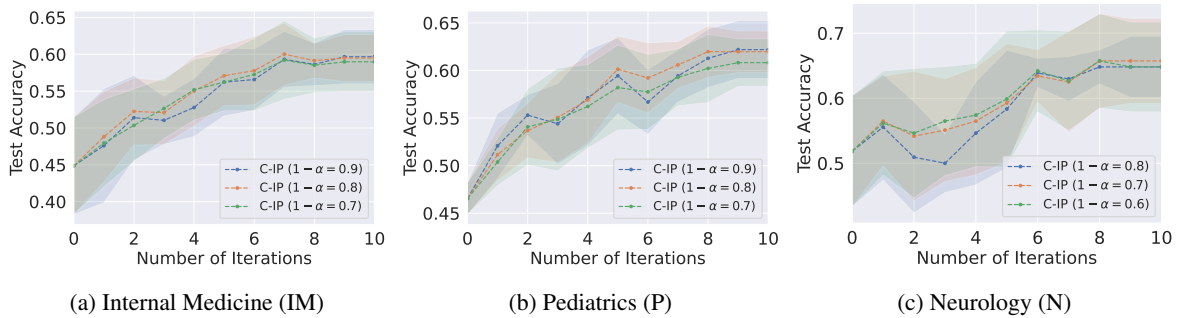 0.65
0.60
0.55
0.50
0.45
0.40
Test Accuracy
C-IP (1−α = 0.9)
C-IP (1−α = 0.8)
C-IP (1−α = 0.7)
0 2 4 6 8 10
Number of Iterations
(a) Internal Medicine (IM)
0.65
0.60
0.55
0.50
0.45
Test Accuracy
C-IP (1−α = 0.9)
C-IP (1−α = 0.8)
C-IP (1−α = 0.7)
0 2 4 6 8 10
Number of Iterations
(b) Pediatrics (P)
0.7
0.6
0.5
Test Accuracy
C-IP (1−α = 0.8)
C-IP (1−α = 0.7)
C-IP (1−α = 0.6)
0 2 4 6 8 10
Number of Iterations
(c) Neurology (N)